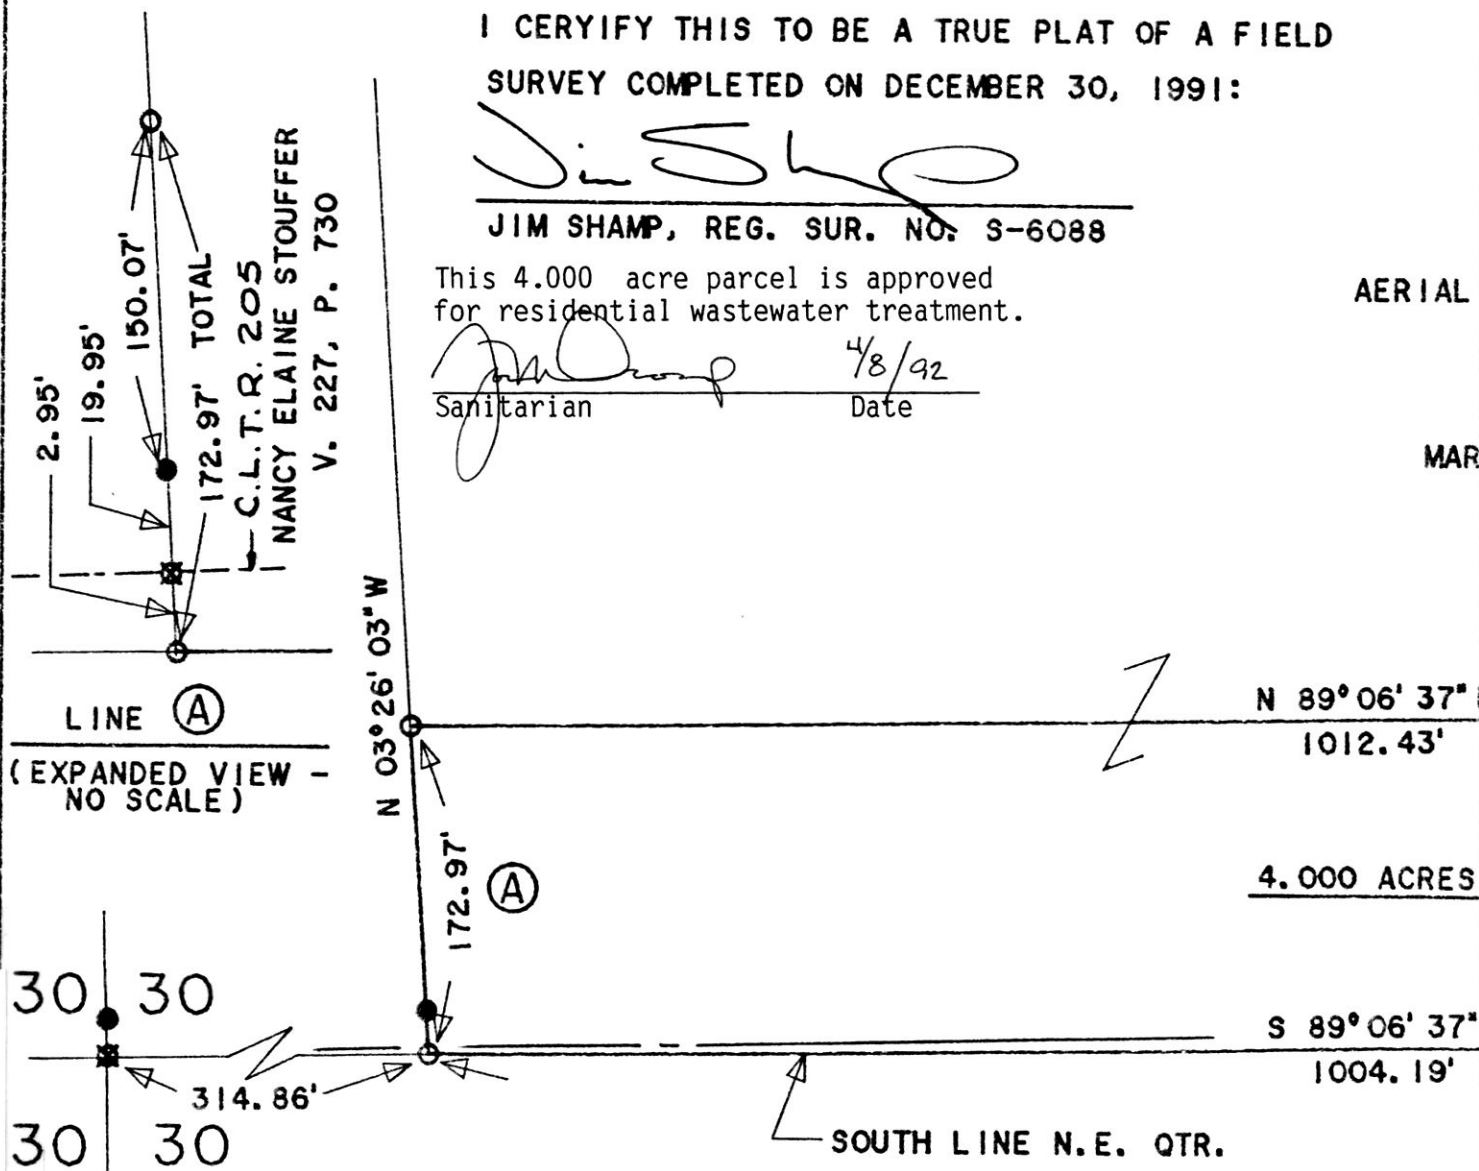 I CERYIFY THIS TO BE A TRUE PLAT OF A FIELD
SURVEY COMPLETED ON DECEMBER 30, 1991:
Jim Shamp
JIM SHAMP, REG. SUR. NO. S-6088
This 4.000 acre parcel is approved
for residential wastewater treatment.
4/8/92
Sanitarian Date
AERIAL
MAR
2.95'
19.95'
150.07'
172.97' TOTAL
C.L.T.R. 205
NANCY ELAINE STOUFFER
V. 227, P. 730
LINE A
(EXPANDED VIEW -
NO SCALE)
N 03° 26' 03" W
N 89° 06' 37"
1012.43'
172.97'
A
4.000 ACRES
30 30
S 89° 06' 37"
1004.19'
314.86'
30 30
SOUTH LINE N.E. QTR.